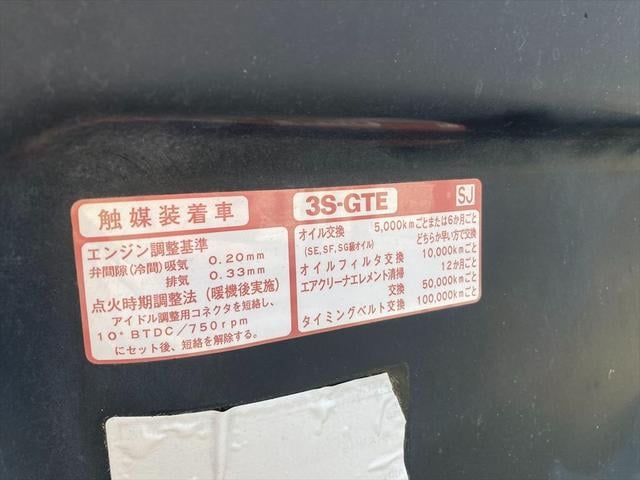 触媒装着車
エンジン調整基準
弁間隙(冷間)吸気 0.20mm
排気 0.33mm
点火時期調整法(暖機後実施)
アイドル調整用コネクタを短絡し、
10°BTDC/750rpm
にセット後、短絡を解除する。
3S-GTE
SJ
オイル交換 5,000kmごとまたは6か月ごと
(SE,SF,SG級オイル) どちらか早い方で交換
オイルフィルタ交換 10,000kmごと
エアクリーナエレメント清掃 12か月ごと
交換 50,000kmごと
タイミングベルト交換 100,000kmごと